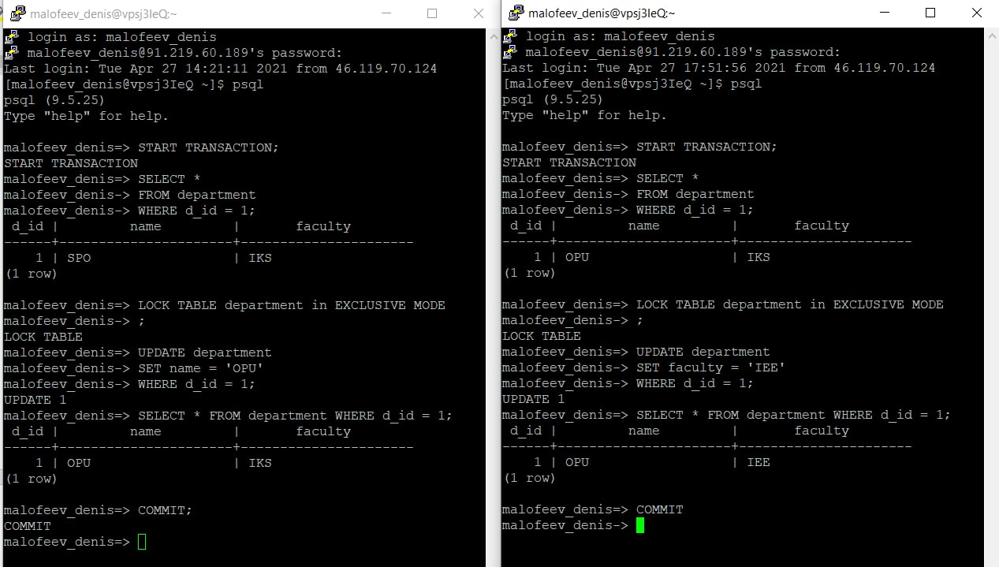 malofeev_denis@vpsj3IeQ:~
login as: malofeev_denis
malofeev_denis@91.219.60.189's password:
Last login: Tue Apr 27 14:21:11 2021 from 46.119.70.124
[malofeev_denis@vpsj3IeQ ~]$ psql
psql (9.5.25)
Type "help" for help.
malofeev_denis=> START TRANSACTION;
START TRANSACTION
malofeev_denis=> SELECT *
malofeev_denis-> FROM department
malofeev_denis-> WHERE d_id = 1;
 d_id |         name         |       faculty
------+----------------------+----------------------
    1 | SPO                  | IKS
(1 row)
malofeev_denis=> LOCK TABLE department in EXCLUSIVE MODE
malofeev_denis-> ;
LOCK TABLE
malofeev_denis=> UPDATE department
malofeev_denis-> SET name = 'OPU'
malofeev_denis-> WHERE d_id = 1;
UPDATE 1
malofeev_denis=> SELECT * FROM department WHERE d_id = 1;
 d_id |         name         |       faculty
------+----------------------+----------------------
    1 | OPU                  | IKS
(1 row)
malofeev_denis=> COMMIT;
COMMIT
malofeev_denis=>
malofeev_denis@vpsj3IeQ:~
login as: malofeev_denis
malofeev_denis@91.219.60.189's password:
Last login: Tue Apr 27 17:51:56 2021 from 46.119.70.124
[malofeev_denis@vpsj3IeQ ~]$ psql
psql (9.5.25)
Type "help" for help.
malofeev_denis=> START TRANSACTION;
START TRANSACTION
malofeev_denis=> SELECT *
malofeev_denis-> FROM department
malofeev_denis-> WHERE d_id = 1;
 d_id |         name         |       faculty
------+----------------------+----------------------
    1 | OPU                  | IKS
(1 row)
malofeev_denis=> LOCK TABLE department in EXCLUSIVE MODE
malofeev_denis-> ;
LOCK TABLE
malofeev_denis=> UPDATE department
malofeev_denis-> SET faculty = 'IEE'
malofeev_denis-> WHERE d_id = 1;
UPDATE 1
malofeev_denis=> SELECT * FROM department WHERE d_id = 1;
 d_id |         name         |       faculty
------+----------------------+----------------------
    1 | OPU                  | IEE
(1 row)
malofeev_denis=> COMMIT
malofeev_denis->